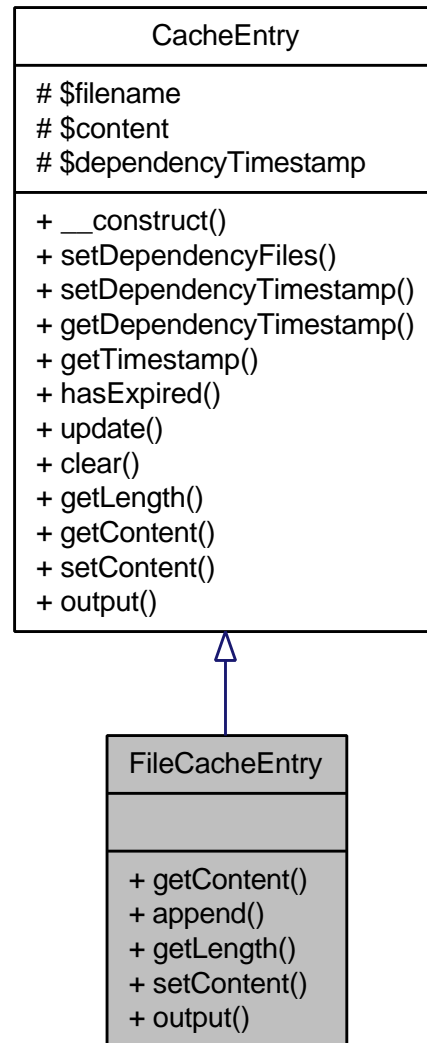 CacheEntry
# $filename
# $content
# $dependencyTimestamp
+ __construct()
+ setDependencyFiles()
+ setDependencyTimestamp()
+ getDependencyTimestamp()
+ getTimestamp()
+ hasExpired()
+ update()
+ clear()
+ getLength()
+ getContent()
+ setContent()
+ output()
FileCacheEntry
+ getContent()
+ append()
+ getLength()
+ setContent()
+ output()